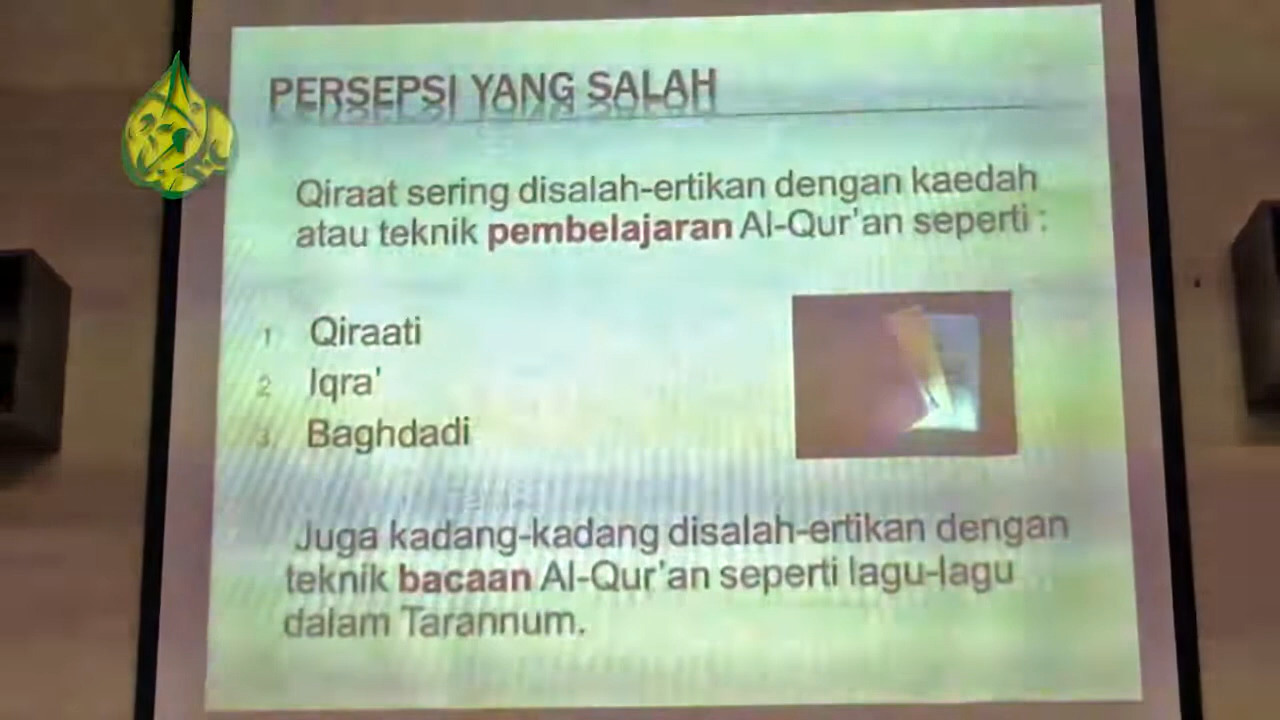 PERSEPSI YANG SALAH
Qiraat sering disalah-ertikan dengan kaedah
atau teknik pembelajaran Al-Qur'an seperti :
1 Qiraati
2 Iqra'
3 Baghdadi
Juga kadang-kadang disalah-ertikan dengan
teknik bacaan Al-Qur'an seperti lagu-lagu
dalam Tarannum.